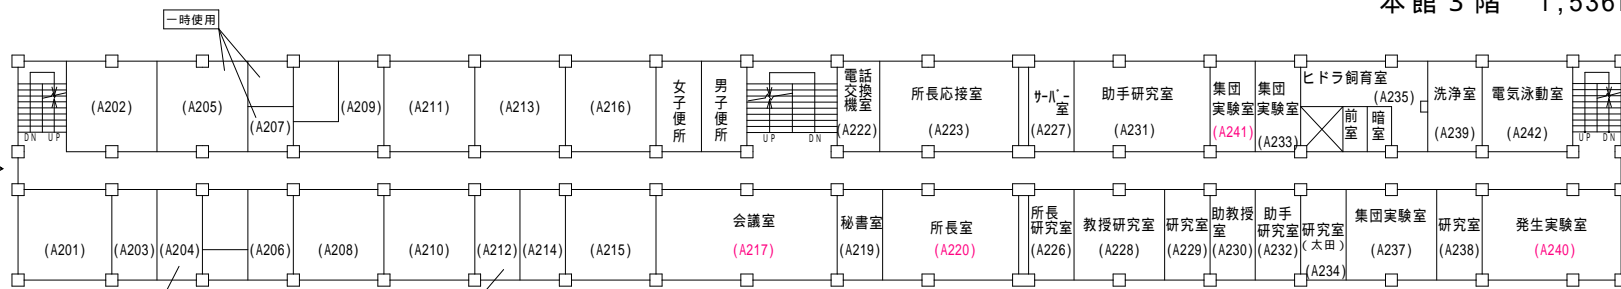 本館3階 1,536
一時使用
(A202)
(A205)
(A207)
(A209)
(A211)
(A213)
(A216)
女子便所
男子便所
電話交換機室
(A222)
所長応接室
(A223)
サーバー室
(A227)
助手研究室
(A231)
集団実験室
(A241)
集団実験室
(A233)
ヒドラ飼育室
(A235)
前室
暗室
洗浄室
(A239)
電気泳動室
(A242)
DN UP
UP DN
UP DN
(A201)
(A203)
(A204)
(A206)
(A208)
(A210)
(A212)
(A214)
(A215)
会議室
(A217)
秘書室
(A219)
所長室
(A220)
所長研究室
(A226)
教授研究室
(A228)
研究室
(A229)
助教授室
(A230)
助手研究室
(A232)
研究室
(太田)
(A234)
集団実験室
(A237)
研究室
(A238)
発生実験室
(A240)